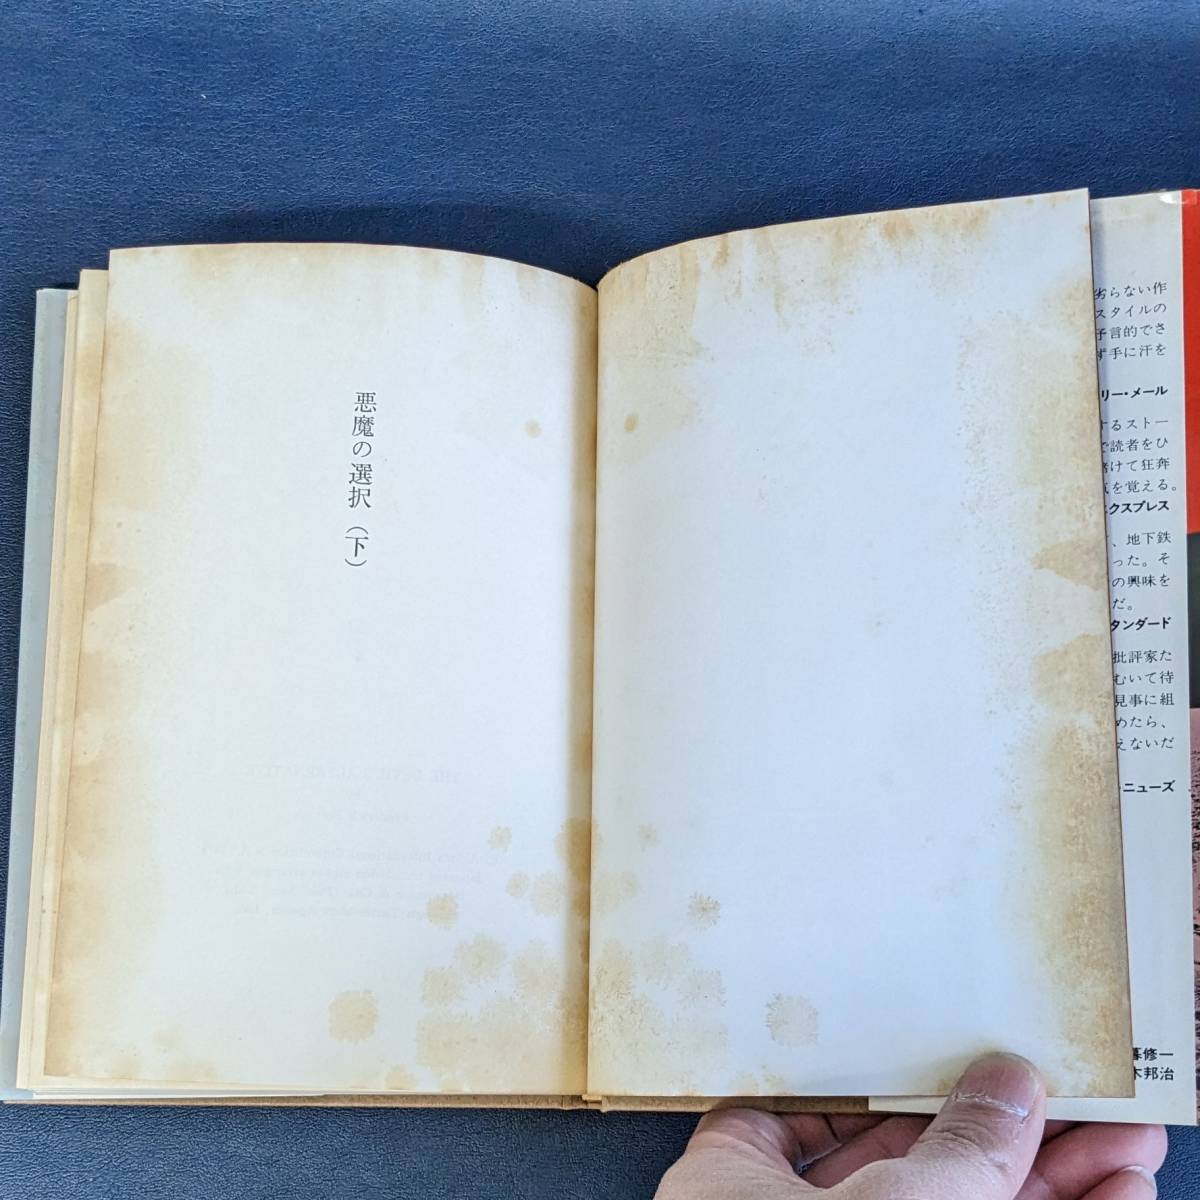 悪魔の選択（下）
劣らない作
スタイルの
予言的でさ
ず手に汗を
リー・メール
するストー
で読者をひ
賭けて狂奔
気を覚える。
エクスプレス
、地下鉄
った。そ
の興味を
だ。
タンダード
批評家た
むいて待
見事に組
めたら、
えないだ
・ニューズ
修一
木邦治